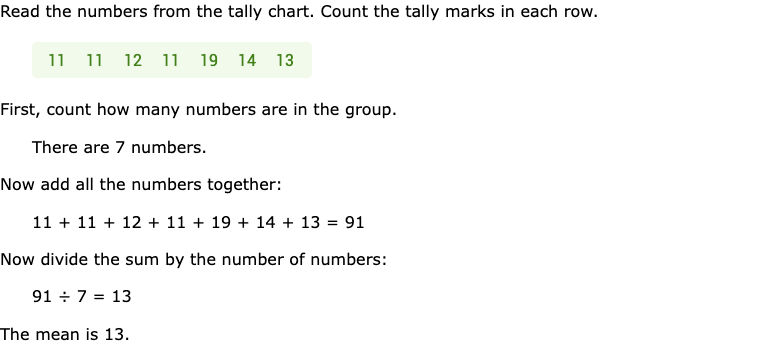 Read the numbers from the tally chart. Count the tally marks in each row.
11 11 12 11 19 14 13
First, count how many numbers are in the group.
There are 7 numbers.
Now add all the numbers together:
11 + 11 + 12 + 11 + 19 + 14 + 13 = 91
Now divide the sum by the number of numbers:
91 ÷ 7 = 13
The mean is 13.